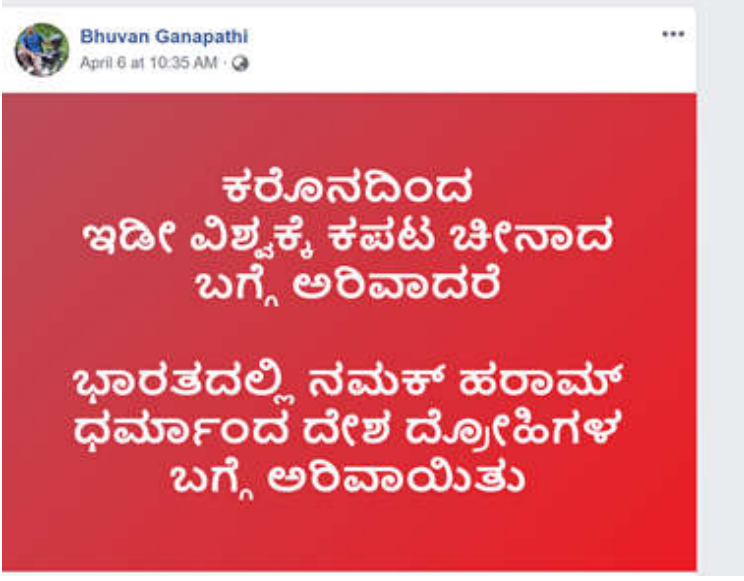 Bhuvan Ganapathi
April 6 at 10:35 AM ·
ಕರೊನದಿಂದ
ಇಡೀ ವಿಶ್ವಕ್ಕೆ ಕಪಟ ಚೀನಾದ
ಬಗ್ಗೆ ಅರಿವಾದರೆ
ಭಾರತದಲ್ಲಿ ನಮಕ್ ಹರಾಮ್
ಧರ್ಮಾಂದ ದೇಶ ದ್ರೋಹಿಗಳ
ಬಗ್ಗೆ ಅರಿವಾಯಿತು